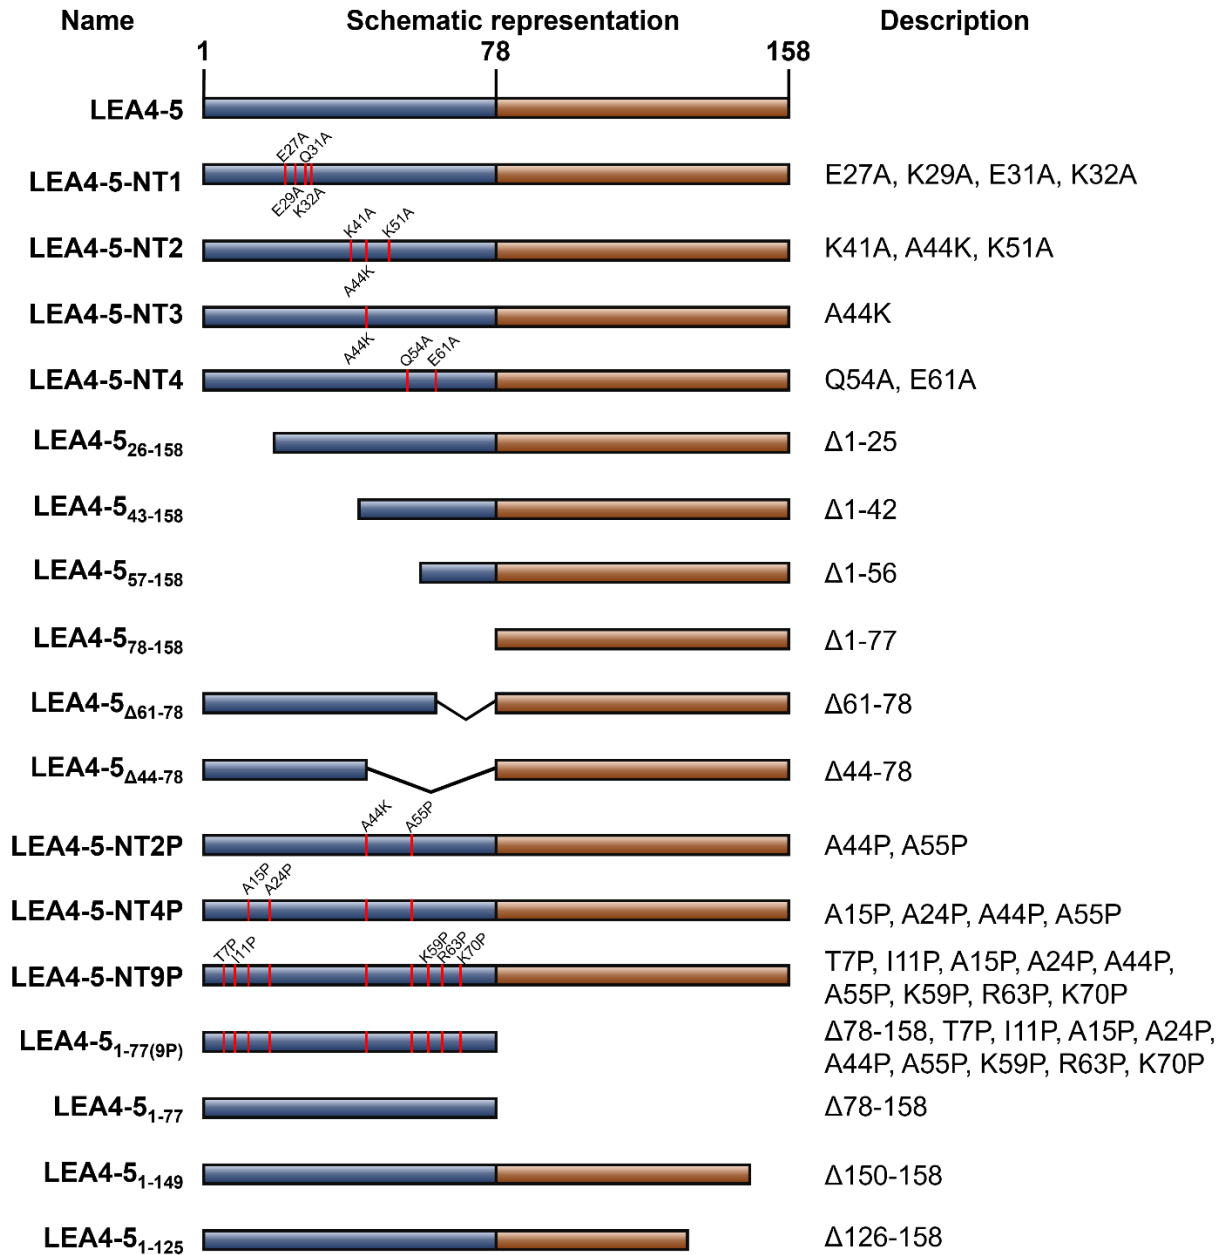 Name Schematic representation Description
1 78 158
LEA4-5
E27A Q31A
LEA4-5-NT1 E27A, K29A, E31A, K32A
E29A K32A
K41A K51A
LEA4-5-NT2 K41A, A44K, K51A
A44K
LEA4-5-NT3 A44K
A44K Q54A E61A
LEA4-5-NT4 Q54A, E61A
LEA4-526-158 Δ1-25
LEA4-543-158 Δ1-42
LEA4-557-158 Δ1-56
LEA4-578-158 Δ1-77
LEA4-5Δ61-78 Δ61-78
LEA4-5Δ44-78 Δ44-78
A44K A55P
LEA4-5-NT2P A44P, A55P
A15P A24P
LEA4-5-NT4P A15P, A24P, A44P, A55P
T7P I11P K59P R63P K70P
LEA4-5-NT9P T7P, I11P, A15P, A24P, A44P,
A55P, K59P, R63P, K70P
LEA4-51-77(9P) Δ78-158, T7P, I11P, A15P, A24P,
A44P, A55P, K59P, R63P, K70P
LEA4-51-77 Δ78-158
LEA4-51-149 Δ150-158
LEA4-51-125 Δ126-158